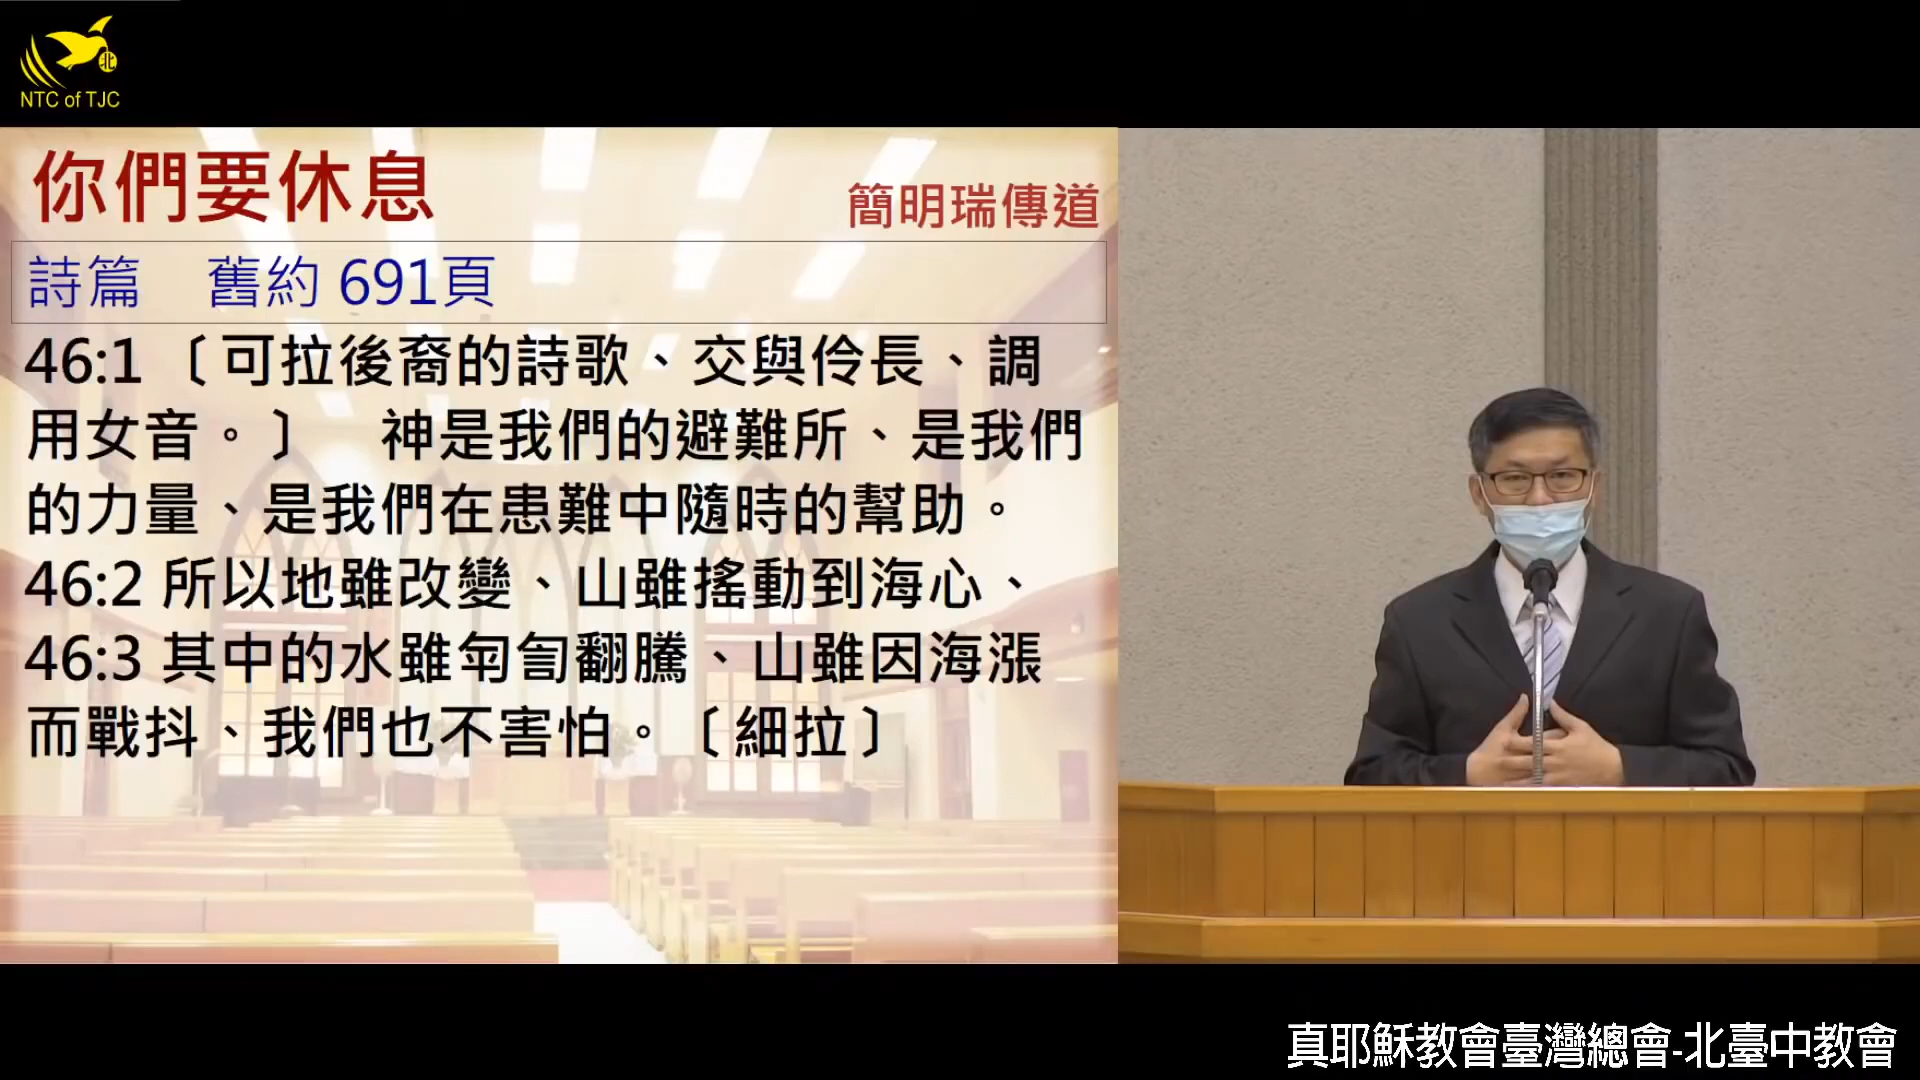 北
NTC of TJC
你們要休息
簡明瑞傳道
詩篇 舊約 691頁
46:1 〔可拉後裔的詩歌、交與伶長、調
用女音。〕 神是我們的避難所、是我們
的力量、是我們在患難中隨時的幫助。
46:2 所以地雖改變、山雖搖動到海心、
46:3 其中的水雖匉訇翻騰、山雖因海漲
而戰抖、我們也不害怕。〔細拉〕
真耶穌教會臺灣總會-北臺中教會